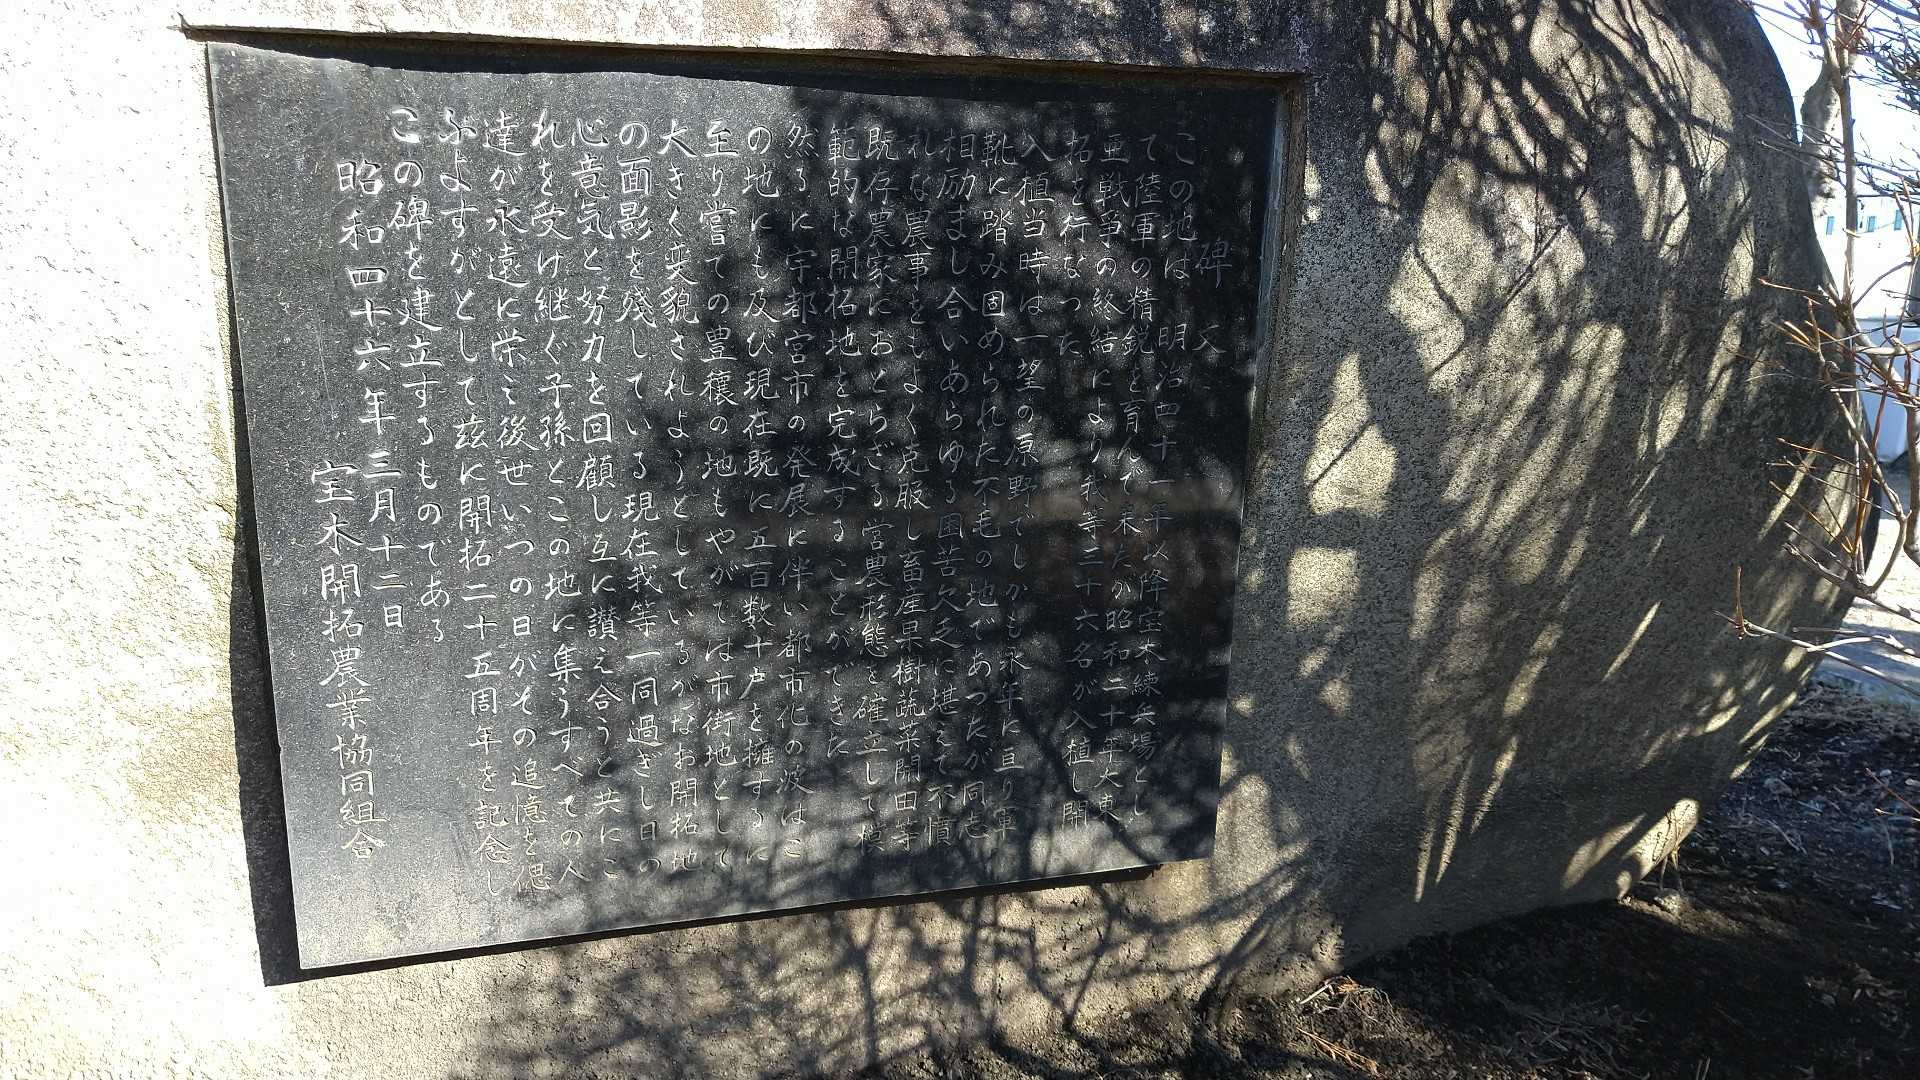 碑文
この地は 明治四十一年以降宝木練兵場とし
て陸軍の精鋭を育んで来たが昭和二十年大東
亜戦争の終結により我等三十六名が入植し開
拓を行なつた
入植当時は一望の原野でしかも永年に亘り軍
靴に踏み固められた不毛の地であつたが同志
相励まし合いあらゆる困苦欠乏に堪えて不慣
れな農事をもよく克服し畜産果樹蔬菜開田等
既存農家におとらざる営農形態を確立して模
範的な開拓地を完成することができた
然るに宇都宮市の発展に伴い都市化の波はこ
の地にも及び現在既に五百数十戸を擁するに
至り嘗ての豊穣の地もやがては市街地として
大きく変貌されようとしているがなお開拓地
の面影を残している現在我等一同過ぎし日の
心意気と努力を回顧し互に讃え合うと共にこ
れを受け継ぐ子孫とこの地に集うすべての人
達が永遠に栄え後せいつの日がその追憶と偲
ぶよすがとして茲に開拓二十五周年を記念し
この碑を建立するものである
昭和四十六年三月十二日
宝木開拓農業協同組合